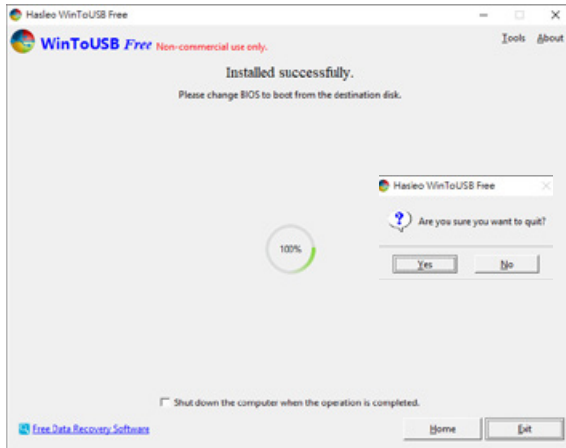 Hasleo WinToUSB Free
WinToUSB Free Non-commercial use only.
Tools About
Installed successfully.
Please change BIOS to boot from the destination disk.
Hasleo WinToUSB Free
Are you sure you want to quit?
Yes No
100%
Shut down the computer when the operation is completed.
Free Data Recovery Software
Home Exit